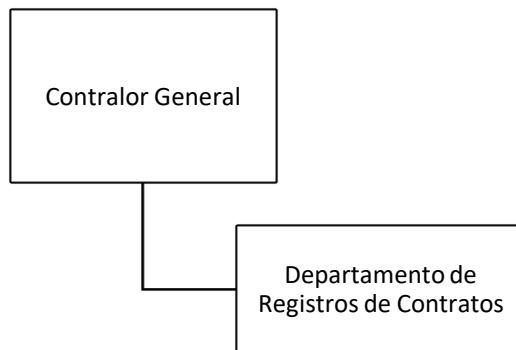 Contralor General
Departamento de
Registros de Contratos